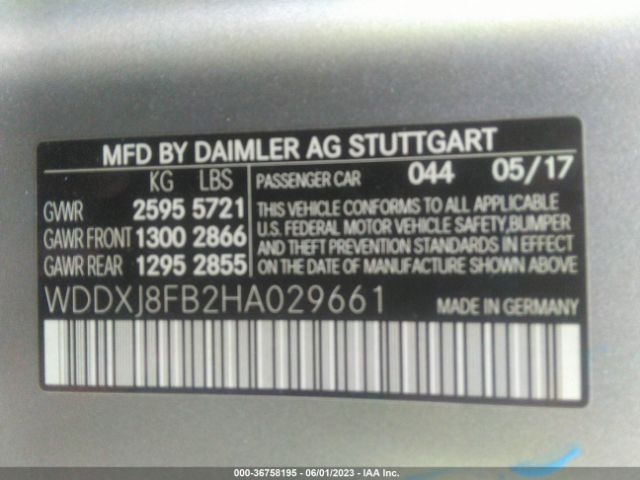 MFD BY DAIMLER AG STUTTGART
KG LBS
GVWR 2595 5721
GAWR FRONT 1300 2866
GAWR REAR 1295 2855
PASSENGER CAR 044 05/17
THIS VEHICLE CONFORMS TO ALL APPLICABLE
U.S. FEDERAL MOTOR VEHICLE SAFETY,BUMPER
AND THEFT PREVENTION STANDARDS IN EFFECT
ON THE DATE OF MANUFACTURE SHOWN ABOVE
WDDXJ8FB2HA029661
MADE IN GERMANY
000-36758195 - 06/01/2023 - IAA Inc.